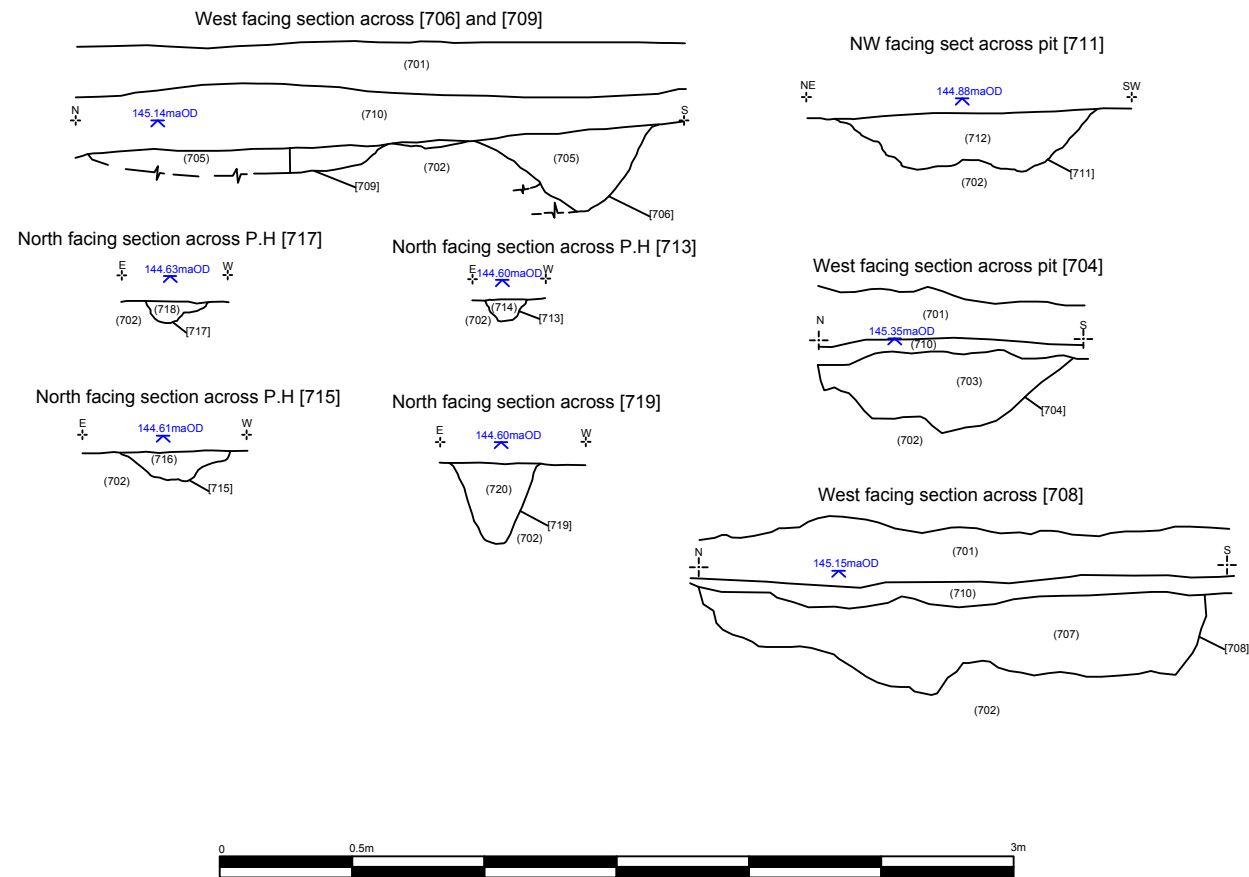 West facing section across [706] and [709]
(701)
N
145.14maOD
(710)
S
(705)
(702)
(705)
[709]
[706]
NW facing sect across pit [711]
NE
144.88maOD
SW
(712)
[711]
(702)
North facing section across P.H [717]
E
144.63maOD
W
(718)
(702)
[717]
North facing section across P.H [713]
E
144.60maOD
W
(714)
(702)
[713]
West facing section across pit [704]
(701)
N
145.35maOD
S
(710)
(703)
[704]
(702)
North facing section across P.H [715]
E
144.61maOD
W
(716)
(702)
[715]
North facing section across [719]
E
144.60maOD
W
(720)
[719]
(702)
West facing section across [708]
(701)
N
145.15maOD
S
(710)
(707)
[708]
(702)
0 0.5m 3m